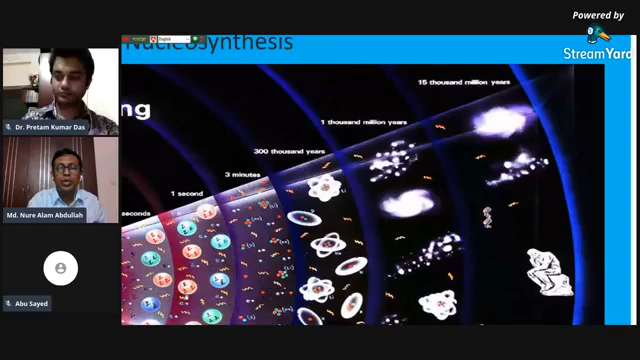 Powered by
StreamYard
English
Nucleosynthesis
ng
15 thousand million years
1 thousand million years
300 thousand years
3 minutes
1 second
seconds
Dr. Pretam Kumar Das
Md. Nure Alam Abdullah
Abu Sayed